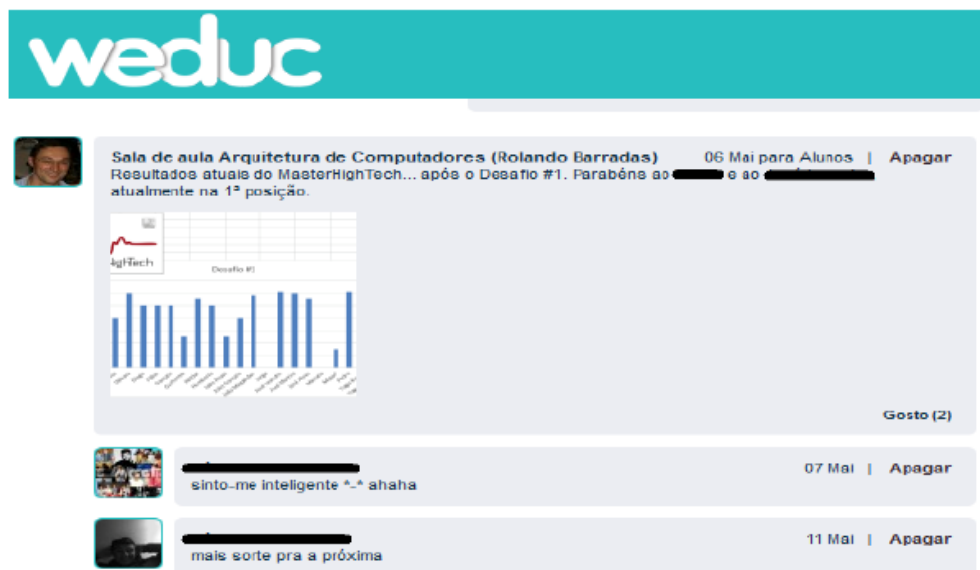 weduc
Sala de aula Arquitetura de Computadores (Rolando Barradas) 06 Mai para Alunos | Apagar
Resultados atuais do MasterHighTech... após o Desafio #1. Parabéns ao e ao
atualmente na 1ª posição.
HighTech
Desafio #1
Gosto (2)
07 Mai | Apagar
sinto-me inteligente ^-^ ahaha
11 Mai | Apagar
mais sorte pra a próxima